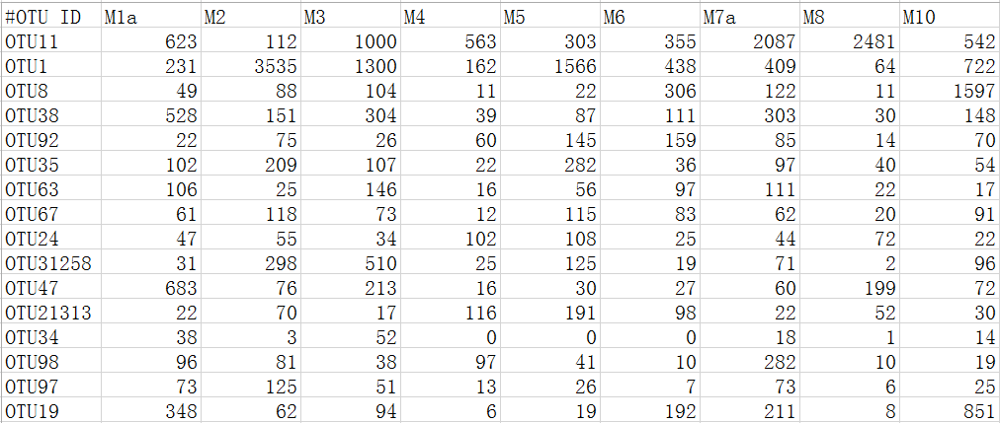 #OTU ID M1a M2 M3 M4 M5 M6 M7a M8 M10
OTU11 623 112 1000 563 303 355 2087 2481 542
OTU1 231 3535 1300 162 1566 438 409 64 722
OTU8 49 88 104 11 22 306 122 11 1597
OTU38 528 151 304 39 87 111 303 30 148
OTU92 22 75 26 60 145 159 85 14 70
OTU35 102 209 107 22 282 36 97 40 54
OTU63 106 25 146 16 56 97 111 22 17
OTU67 61 118 73 12 115 83 62 20 91
OTU24 47 55 34 102 108 25 44 72 22
OTU31258 31 298 510 25 125 19 71 2 96
OTU47 683 76 213 16 30 27 60 199 72
OTU21313 22 70 17 116 191 98 22 52 30
OTU34 38 3 52 0 0 0 18 1 14
OTU98 96 81 38 97 41 10 282 10 19
OTU97 73 125 51 13 26 7 73 6 25
OTU19 348 62 94 6 19 192 211 8 851